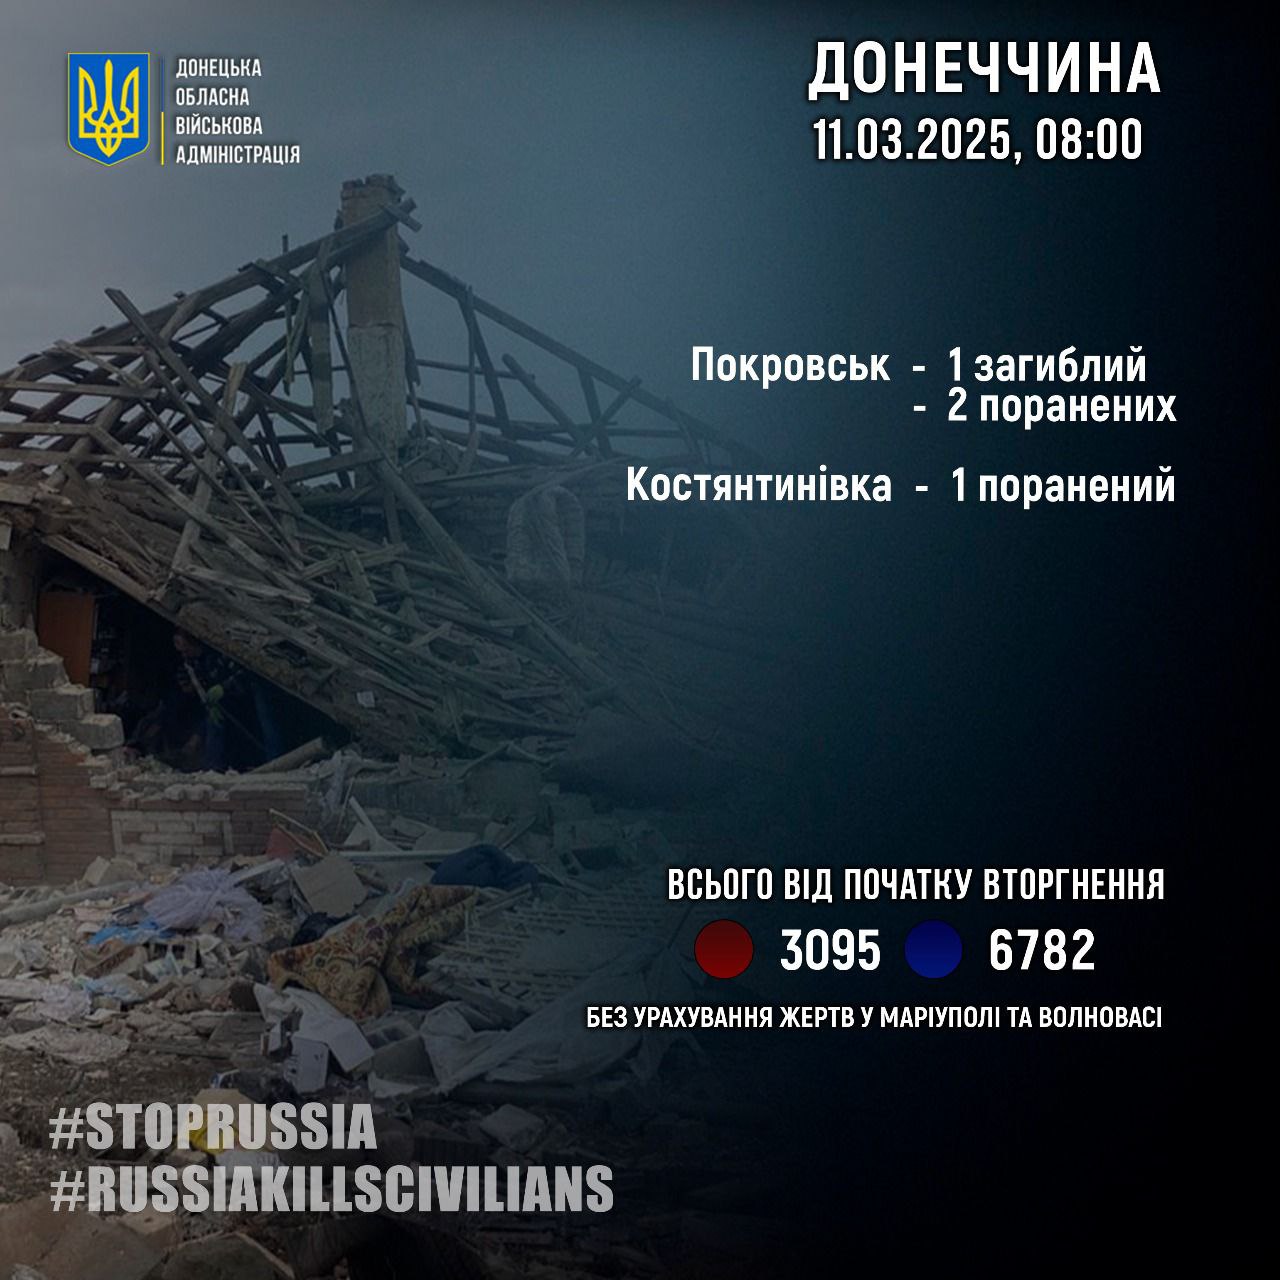 ДОНЕЦЬКА
ОБЛАСНА
ВІЙСЬКОВА
АДМІНІСТРАЦІЯ
ДОНЕЧЧИНА
11.03.2025, 08:00
Покровськ - 1 загиблий
- 2 поранених
Костянтинівка - 1 поранений
ВСЬОГО ВІД ПОЧАТКУ ВТОРГНЕННЯ
3095 6782
БЕЗ УРАХУВАННЯ ЖЕРТВ У МАРІУПОЛІ ТА ВОЛНОВАСІ
#STOPRUSSIA
#RUSSIAKILLSCIVILIANS